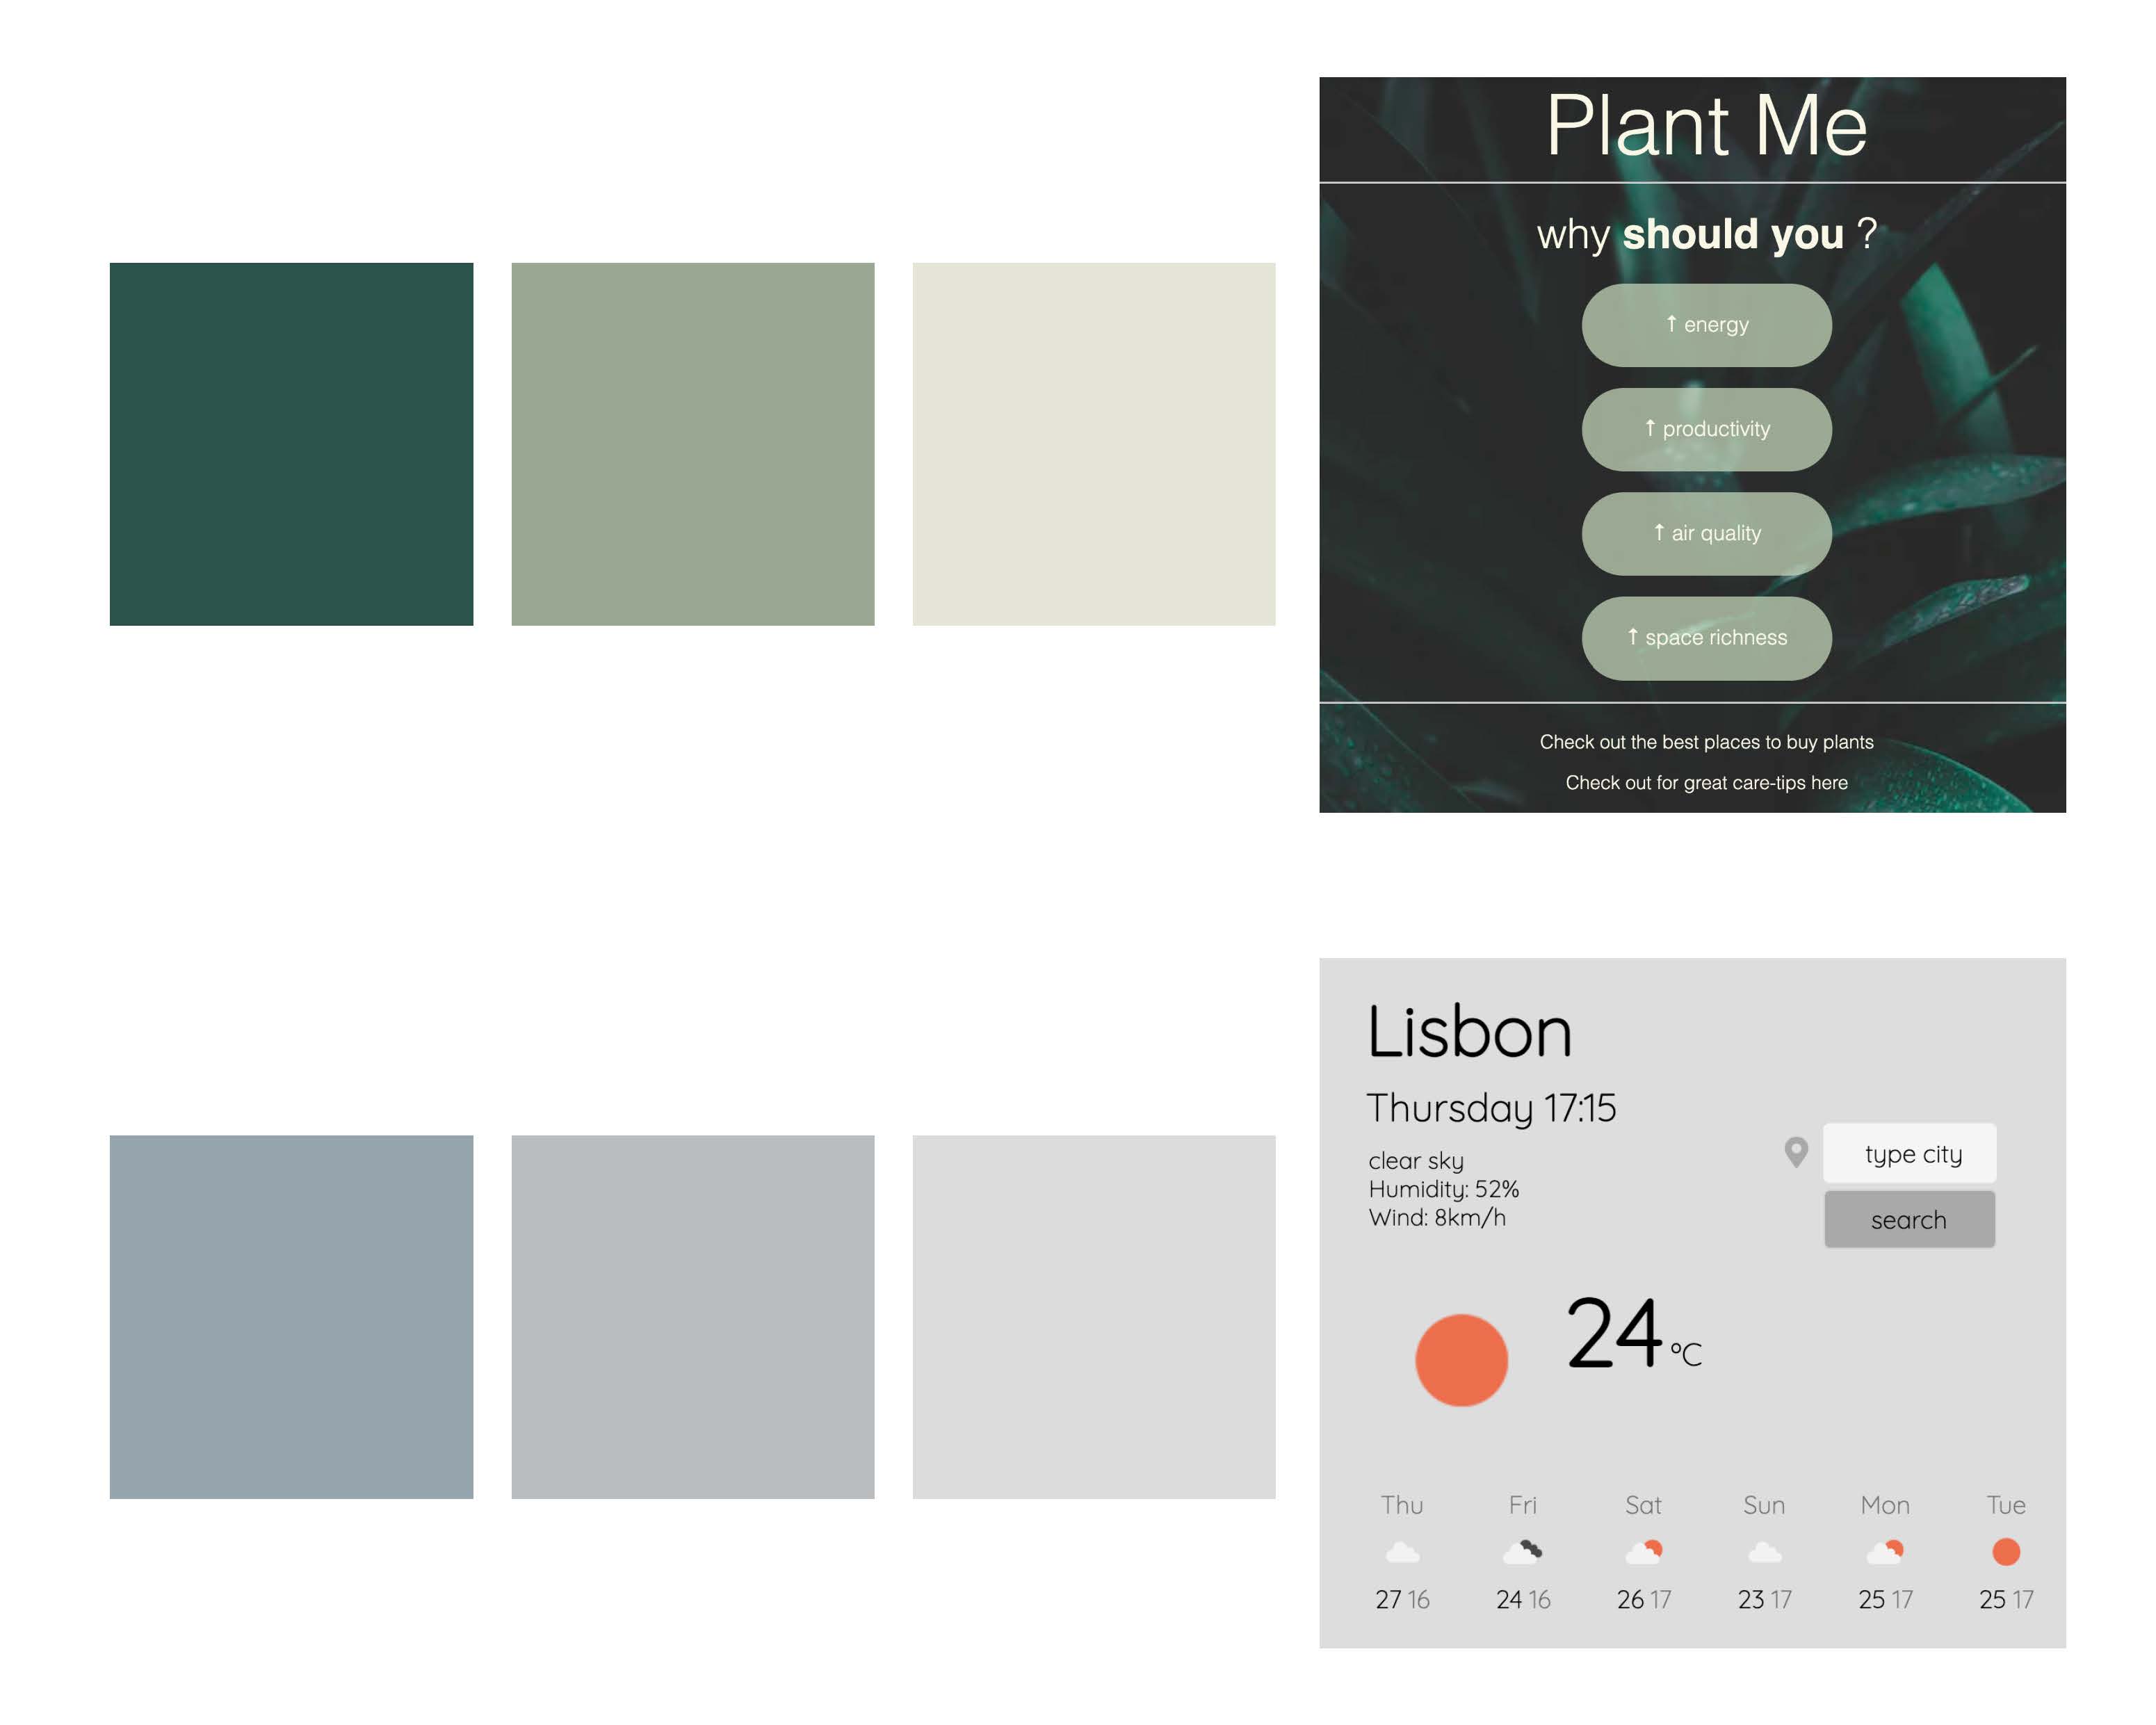 Plant Me
why should you ?
↑ energy
↑ productivity
↑ air quality
↑ space richness
Check out the best places to buy plants
Check out for great care-tips here
Lisbon
Thursday 17:15
clear sky
Humidity: 52%
Wind: 8km/h
type city
search
24 °C
Thu Fri Sat Sun Mon Tue
27 16 24 16 26 17 23 17 25 17 25 17